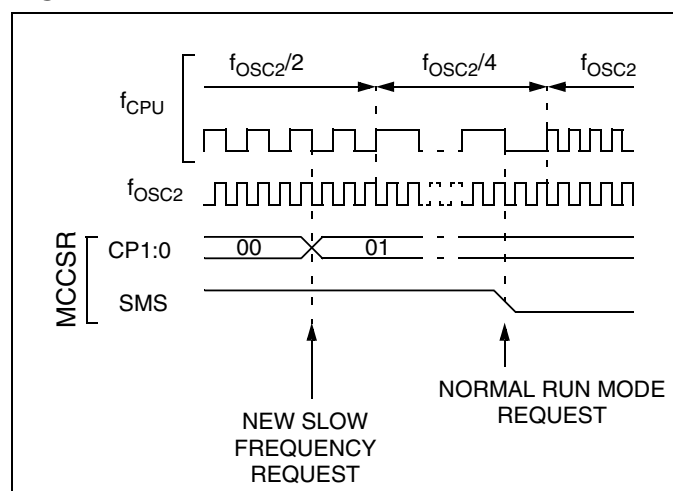 fOSC2/2 fOSC2/4 fOSC2
fCPU
fOSC2
MCCSR
CP1:0 00 01
SMS
NEW SLOW
FREQUENCY
REQUEST
NORMAL RUN MODE
REQUEST